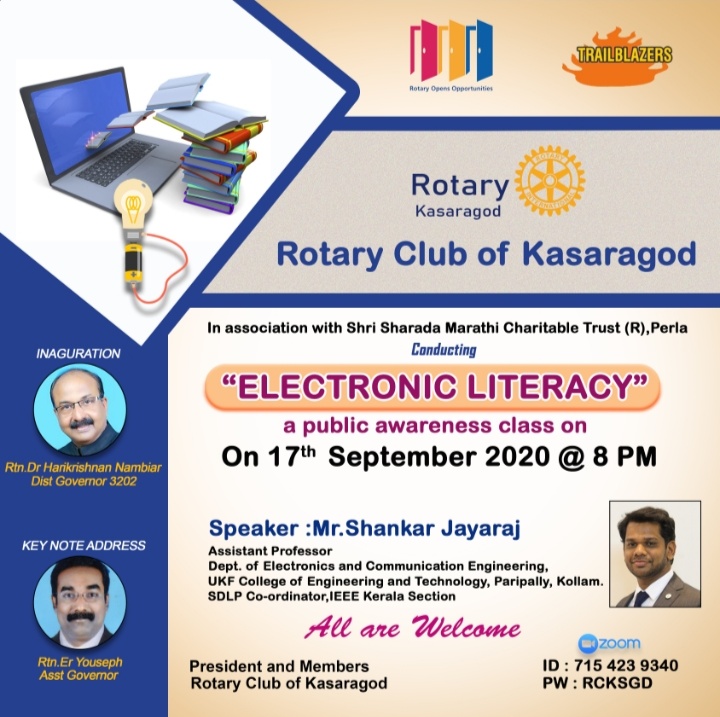 Rotary Opens Opportunities
TRAILBLAZERS
Rotary
Kasaragod
ROTARY
INTERNATIONAL
Rotary Club of Kasaragod
In association with Shri Sharada Marathi Charitable Trust (R),Perla
Conducting
“ELECTRONIC LITERACY”
a public awareness class on
On 17th September 2020 @ 8 PM
INAGURATION
Rtn.Dr Harikrishnan Nambiar
Dist Governor 3202
KEY NOTE ADDRESS
Rtn.Er Youseph
Asst Governor
Speaker :Mr.Shankar Jayaraj
Assistant Professor
Dept. of Electronics and Communication Engineering,
UKF College of Engineering and Technology, Paripally, Kollam.
SDLP Co-ordinator,IEEE Kerala Section
All are Welcome
President and Members
Rotary Club of Kasaragod
zoom
ID : 715 423 9340
PW : RCKSGD